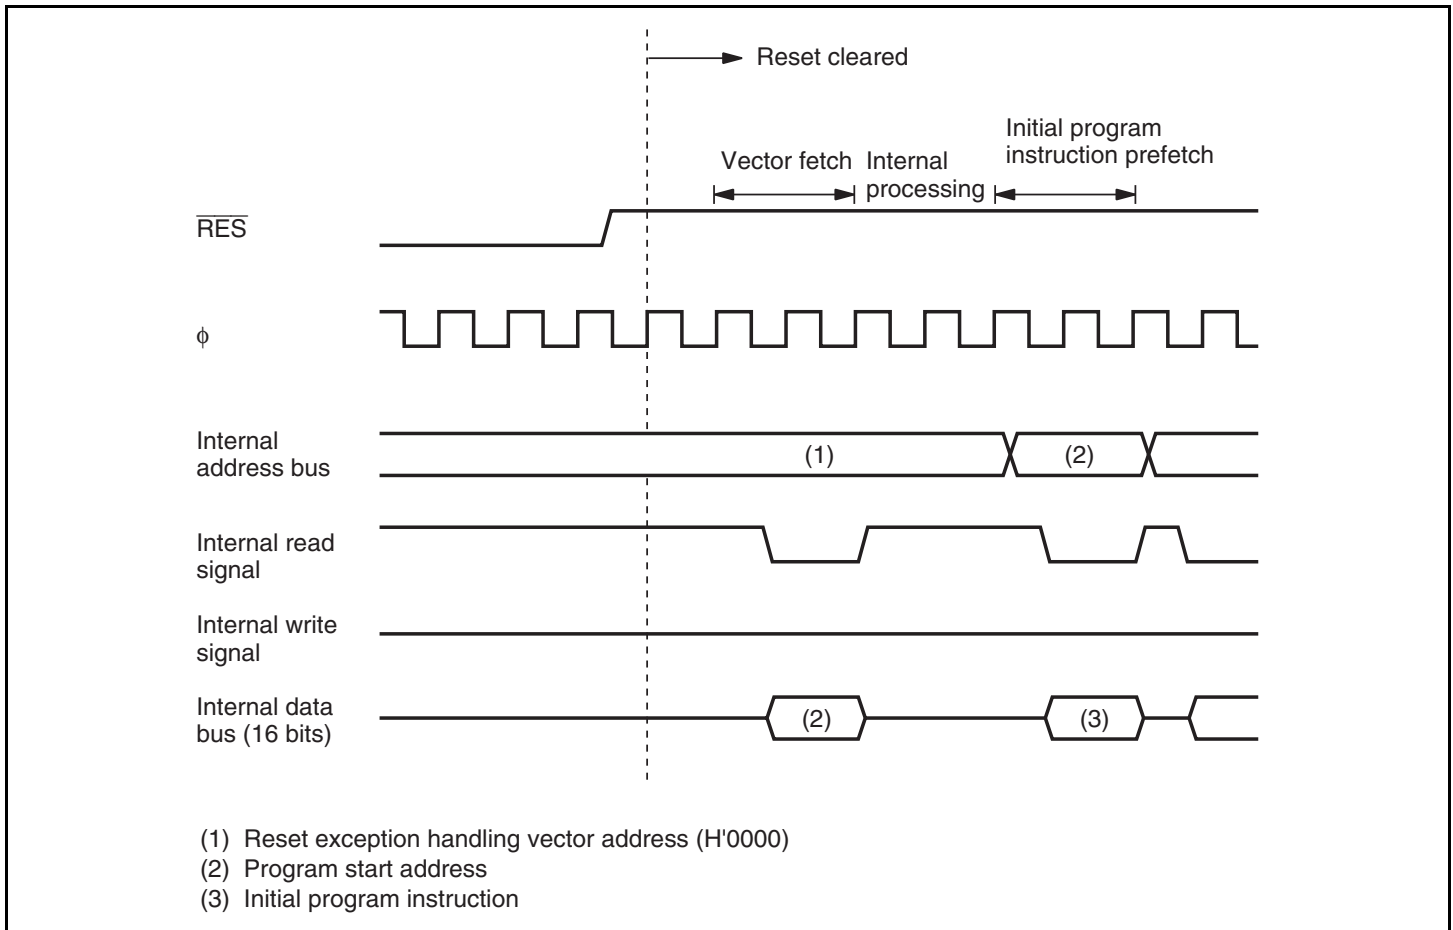 Reset cleared
Initial program
instruction prefetch
Vector fetch
Internal
processing
RES
φ
Internal
address bus
(1)
(2)
Internal read
signal
Internal write
signal
Internal data
bus (16 bits)
(2)
(3)
(1) Reset exception handling vector address (H'0000)
(2) Program start address
(3) Initial program instruction